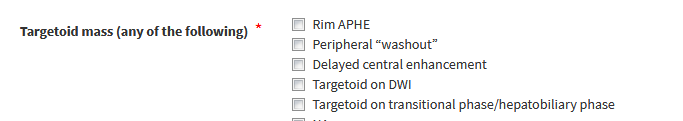 Targetoid mass (any of the following) *
Rim APHE
Peripheral “washout”
Delayed central enhancement
Targetoid on DWI
Targetoid on transitional phase/hepatobiliary phase